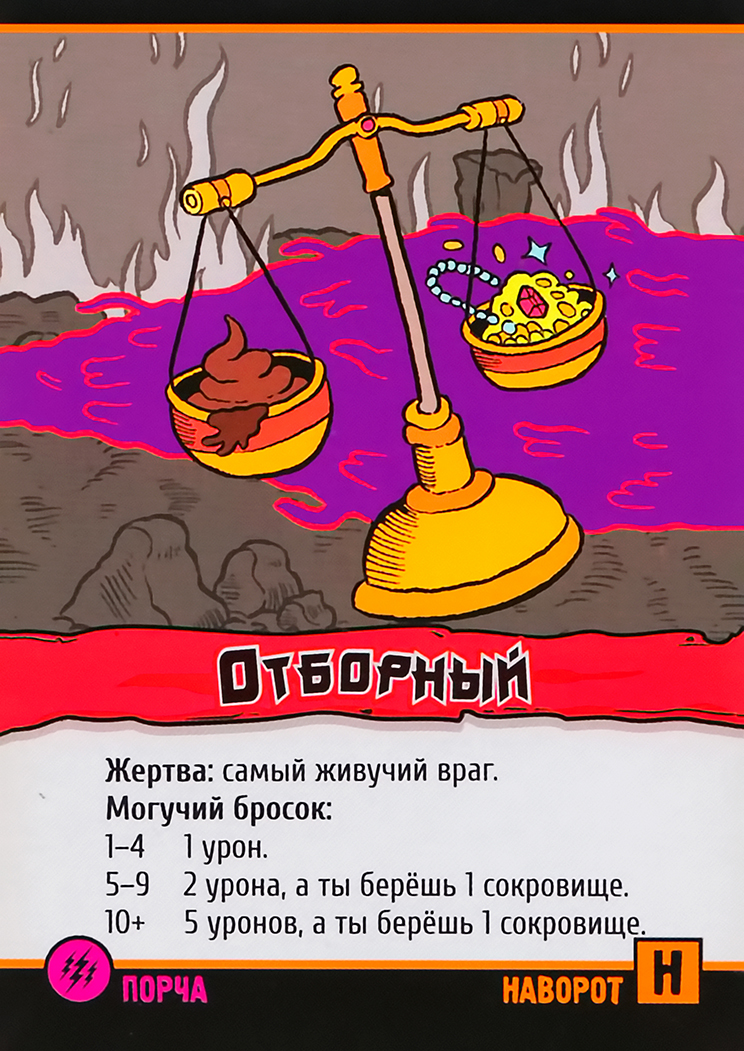 Отборный
Жертва: самый живучий враг.
Могучий бросок:
1–4 1 урон.
5–9 2 урона, а ты берёшь 1 сокровище.
10+ 5 уронов, а ты берёшь 1 сокровище.
ПОРЧА НАВОРОТ Н